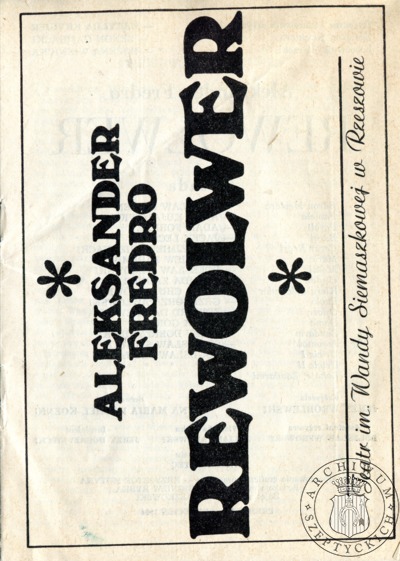 ALEKSANDER
FREDRO
REWOLWER
Teatr im. Wandy Siemaszkowej w Rzeszowie
ARCHIWUM
SZEPTYCKICH